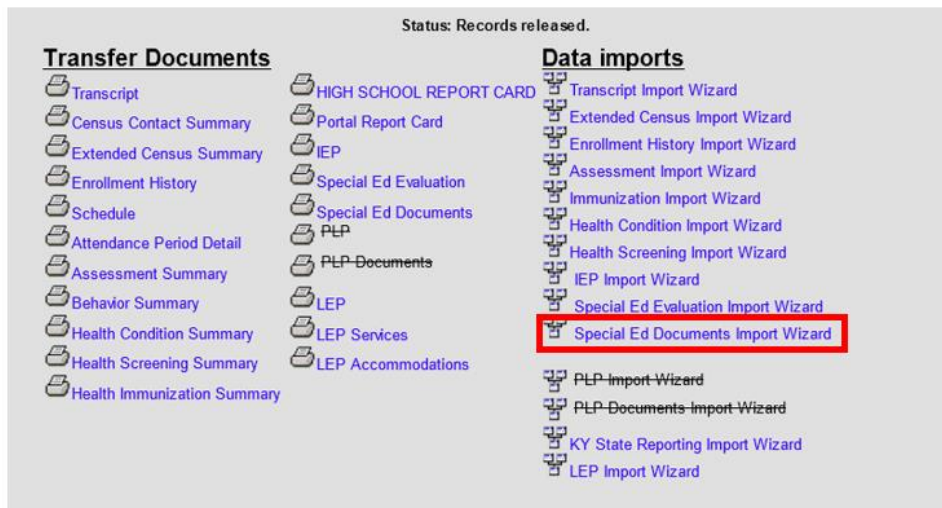 Status: Records released.
Transfer Documents
Transcript
Census Contact Summary
Extended Census Summary
Enrollment History
Schedule
Attendance Period Detail
Assessment Summary
Behavior Summary
Health Condition Summary
Health Screening Summary
Health Immunization Summary
HIGH SCHOOL REPORT CARD
Portal Report Card
IEP
Special Ed Evaluation
Special Ed Documents
PLP
PLP Documents
LEP
LEP Services
LEP Accommodations
Data imports
Transcript Import Wizard
Extended Census Import Wizard
Enrollment History Import Wizard
Assessment Import Wizard
Immunization Import Wizard
Health Condition Import Wizard
Health Screening Import Wizard
IEP Import Wizard
Special Ed Evaluation Import Wizard
Special Ed Documents Import Wizard
PLP Import Wizard
PLP Documents Import Wizard
KY State Reporting Import Wizard
LEP Import Wizard